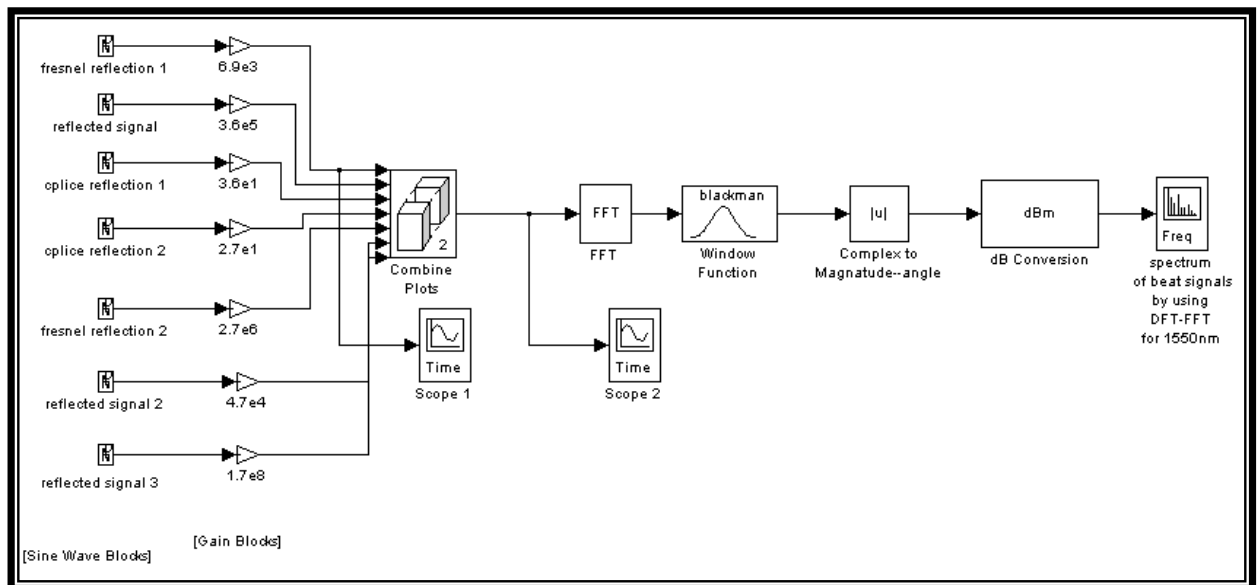 fresnel reflection 1
6.9e3
reflected signal
3.6e5
cplice reflection 1
3.6e1
cplice reflection 2
2.7e1
fresnel reflection 2
2.7e6
reflected signal 2
4.7e4
reflected signal 3
1.7e8
[Sine Wave Blocks]
[Gain Blocks]
2
Combine
Plots
Time
Scope 1
Time
Scope 2
FFT
FFT
blackman
Window
Function
|u|
Complex to
Magnatude--angle
dBm
dB Conversion
Freq
spectrum
of beat signals
by using
DFT-FFT
for 1550nm